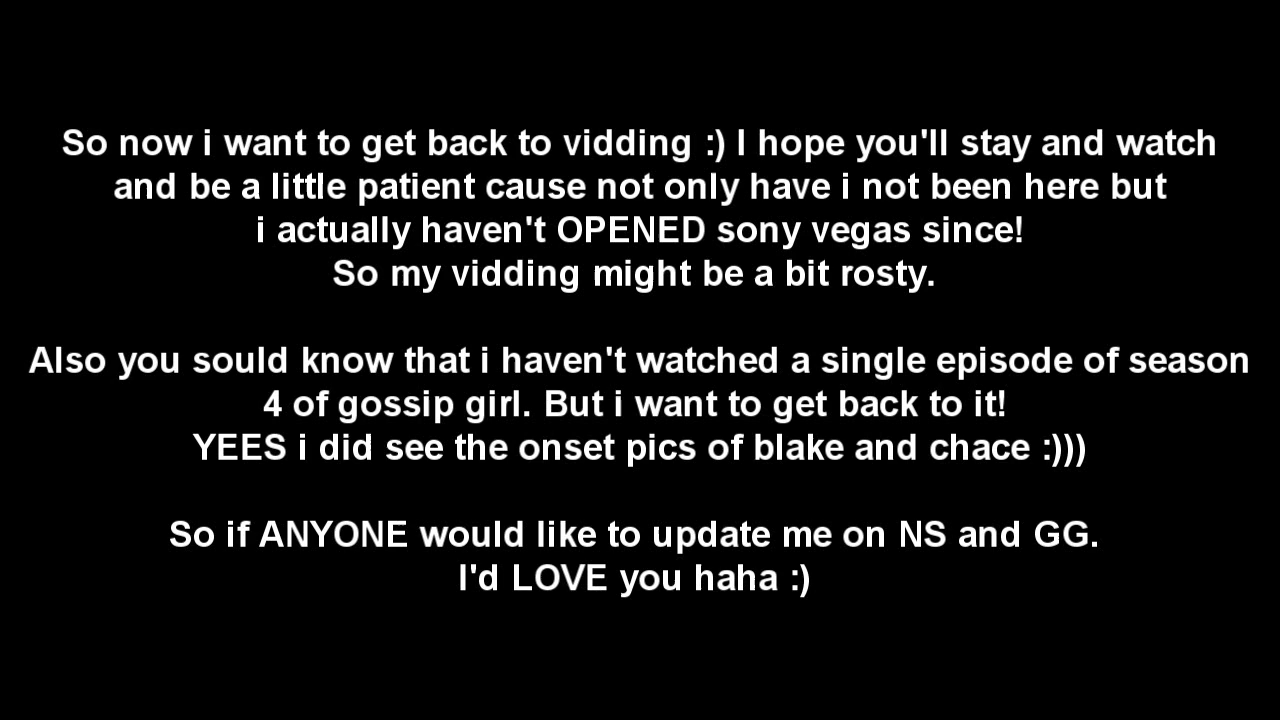 So now i want to get back to vidding :) I hope you'll stay and watch
and be a little patient cause not only have i not been here but
i actually haven't OPENED sony vegas since!
So my vidding might be a bit rosty.
Also you sould know that i haven't watched a single episode of season
4 of gossip girl. But i want to get back to it!
YEES i did see the onset pics of blake and chace :)))
So if ANYONE would like to update me on NS and GG.
I'd LOVE you haha :)